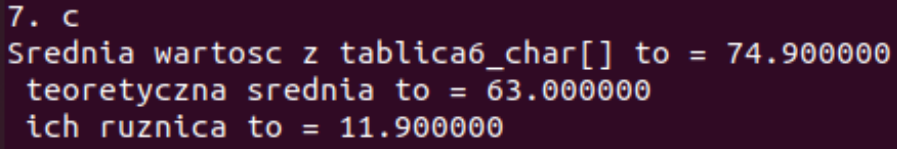 7. c
Srednia wartosc z tablica6_char[] to = 74.900000
teoretyczna srednia to = 63.000000
ich ruznica to = 11.900000